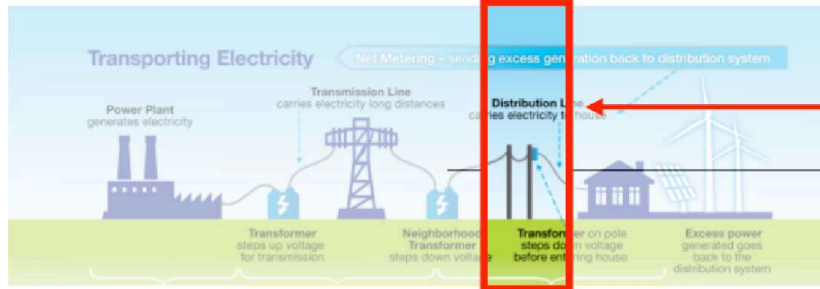 Transporting Electricity
Net Metering – sending excess generation back to distribution system
Transmission Line
carries electricity long distances
Power Plant
generates electricity
Distribution Line
carries electricity to house
Transformer
steps up voltage
for transmission
Neighborhood
Transformer
steps down voltage
Transformer on pole
steps down voltage
before entering house
Excess power
generated goes
back to the
distribution system